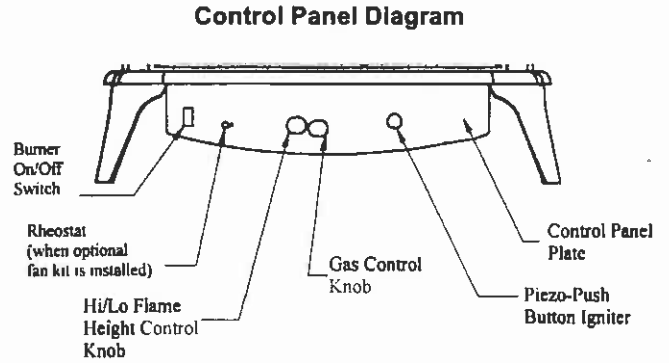 Control Panel Diagram
Burner
On/Off
Switch
Rheostat
(when optional
fan kit is installed)
Hi/Lo Flame
Height Control
Knob
Gas Control
Knob
Control Panel
Plate
Piezo-Push
Button Igniter